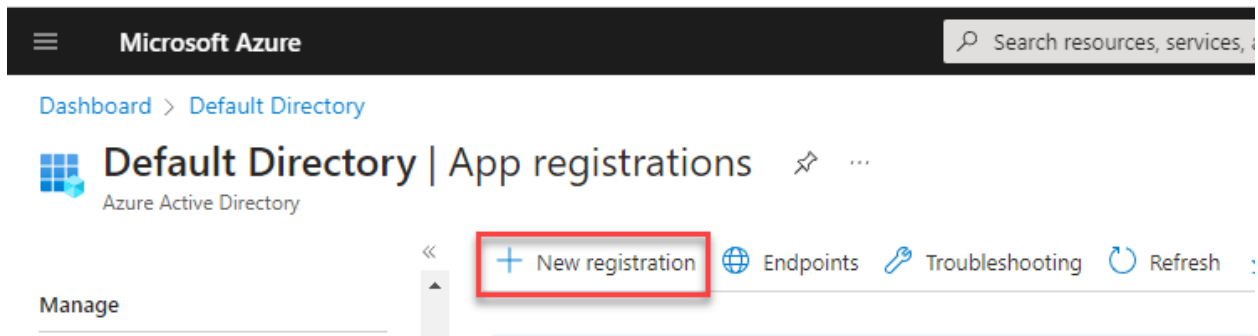 Microsoft Azure
Search resources, services,
Dashboard > Default Directory
Default Directory | App registrations ...
Azure Active Directory
«
+ New registration Endpoints Troubleshooting Refresh
Manage